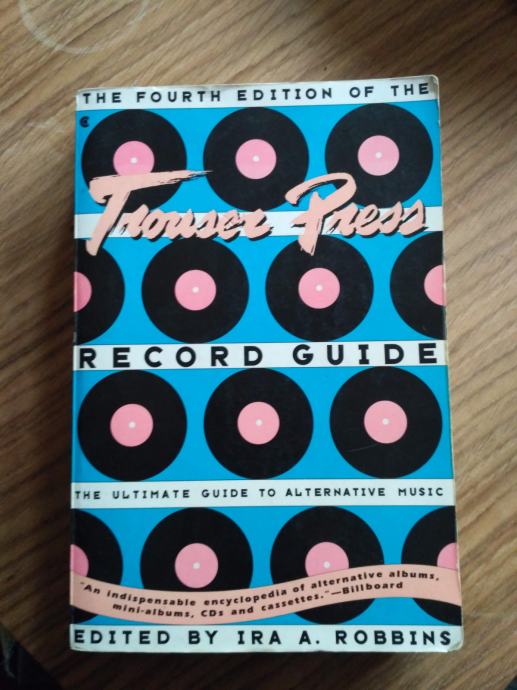 THE FOURTH EDITION OF THE
Trouser Press
RECORD GUIDE
THE ULTIMATE GUIDE TO ALTERNATIVE MUSIC
"An indispensable encyclopedia of alternative albums,
mini-albums, CDs and cassettes."—Billboard
EDITED BY IRA A. ROBBINS